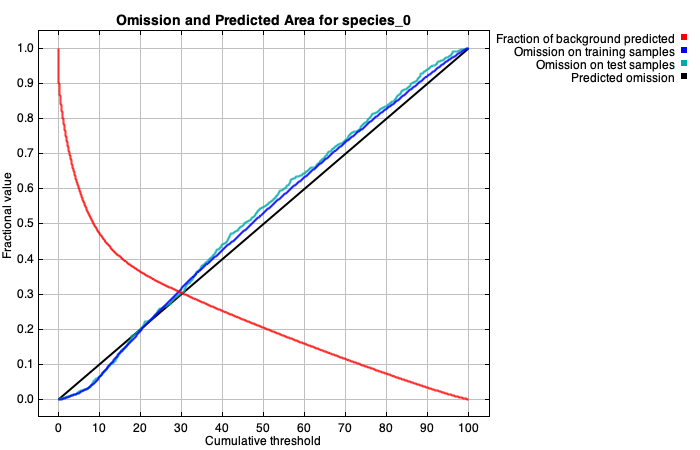 Omission and Predicted Area for species_0
Fraction of background predicted
Omission on training samples
Omission on test samples
Predicted omission
1.0
0.9
0.8
0.7
0.6
0.5
0.4
0.3
0.2
0.1
0.0
Fractional value
0 10 20 30 40 50 60 70 80 90 100
Cumulative threshold